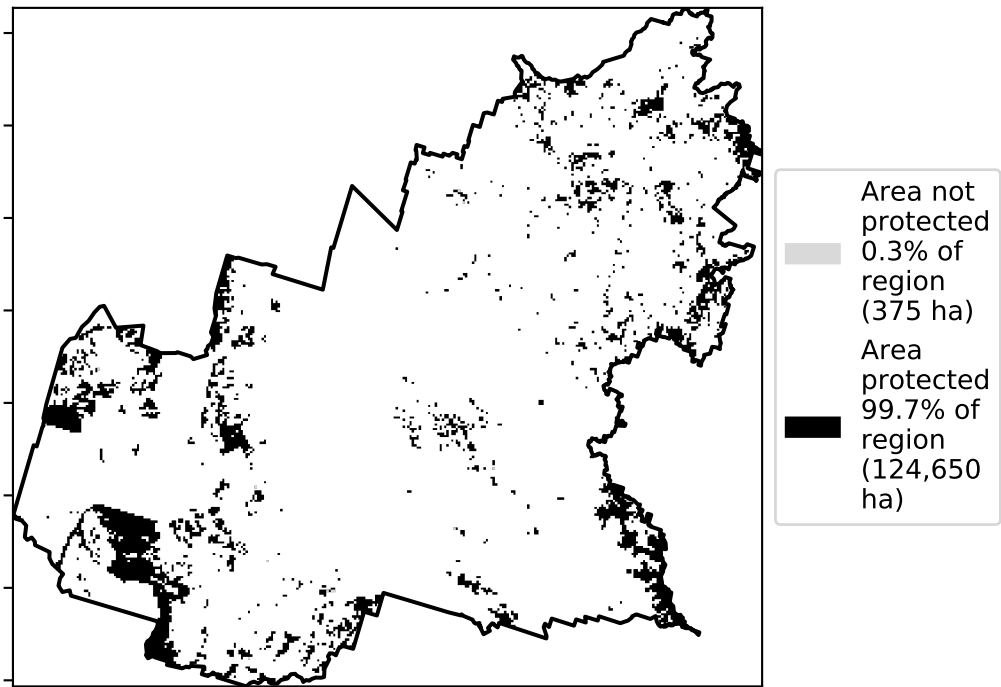 Area not
protected
0.3% of
region
(375 ha)
Area
protected
99.7% of
region
(124,650
ha)